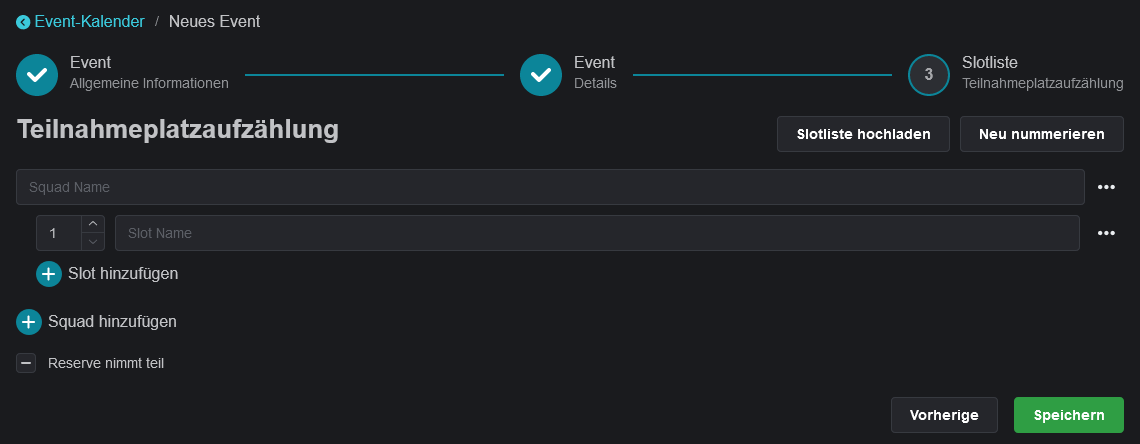 Event-Kalender / Neues Event
Event
Allgemeine Informationen
Event
Details
3
Slotliste
Teilnahmeplatzaufzählung
Teilnahmeplatzaufzählung
Slotliste hochladen
Neu nummerieren
Squad Name
1
Slot Name
Slot hinzufügen
Squad hinzufügen
Reserve nimmt teil
Vorherige
Speichern